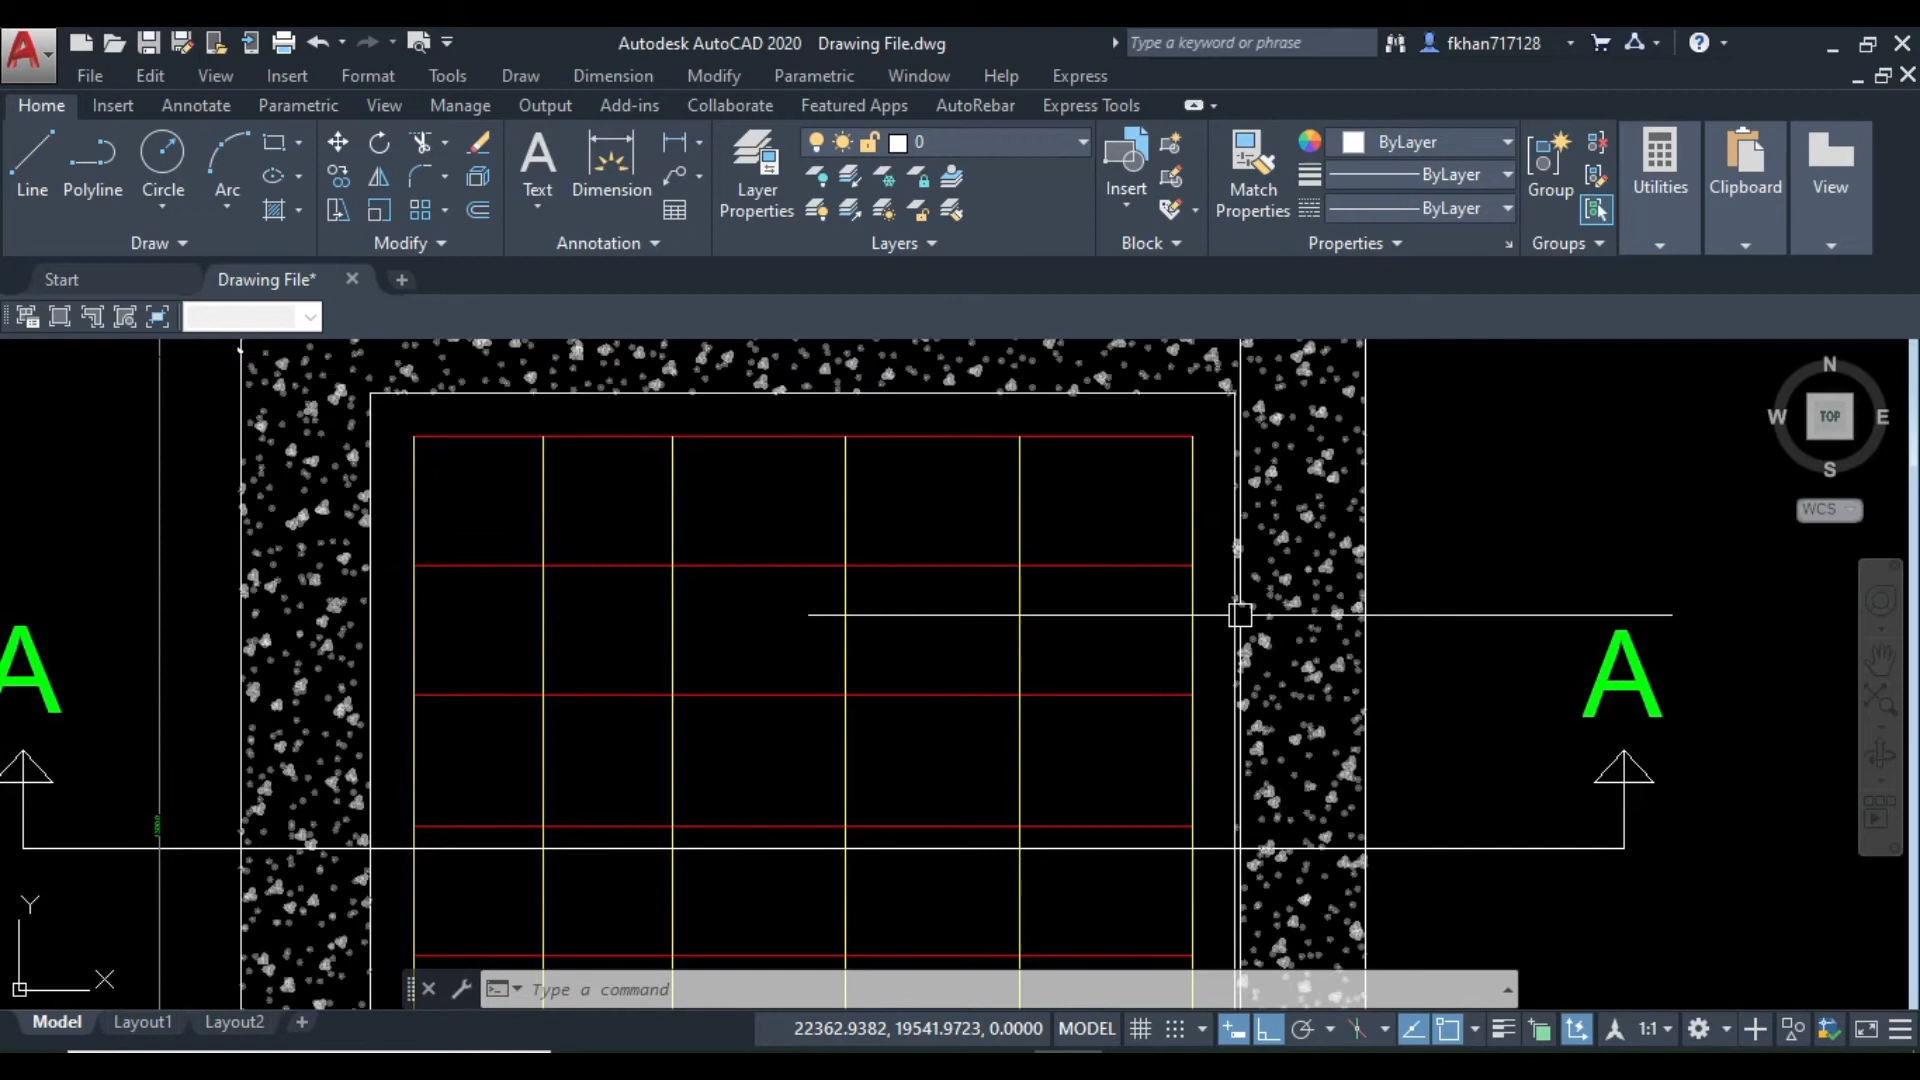 Autodesk AutoCAD 2020 Drawing File.dwg
Type a keyword or phrase
fkhan717128
File Edit View Insert Format Tools Draw Dimension Modify Parametric Window Help Express
Home Insert Annotate Parametric View Manage Output Add-ins Collaborate Featured Apps AutoRebar Express Tools
0
ByLayer
ByLayer
ByLayer
Line Polyline Circle Arc
Text Dimension
Layer Properties
Insert
Match Properties
Group
Utilities
Clipboard
View
Draw Modify Annotation Layers Block Properties Groups
Start Drawing File*
N
W TOP E
S
WCS
A
A
Y
X
Type a command
Model Layout1 Layout2
22362.9382, 19541.9723, 0.0000 MODEL 1:1